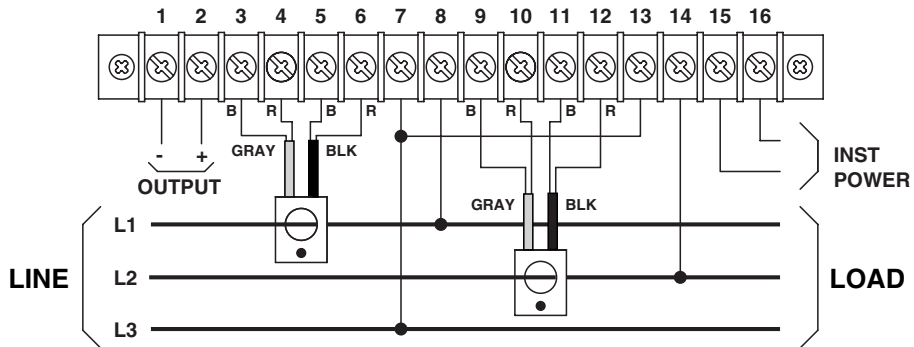 1 2 3 4 5 6 7 8 9 10 11 12 13 14 15 16
B R B R B R B R
- + GRAY BLK INST
OUTPUT POWER
GRAY BLK
L1
LINE L2 LOAD
L3